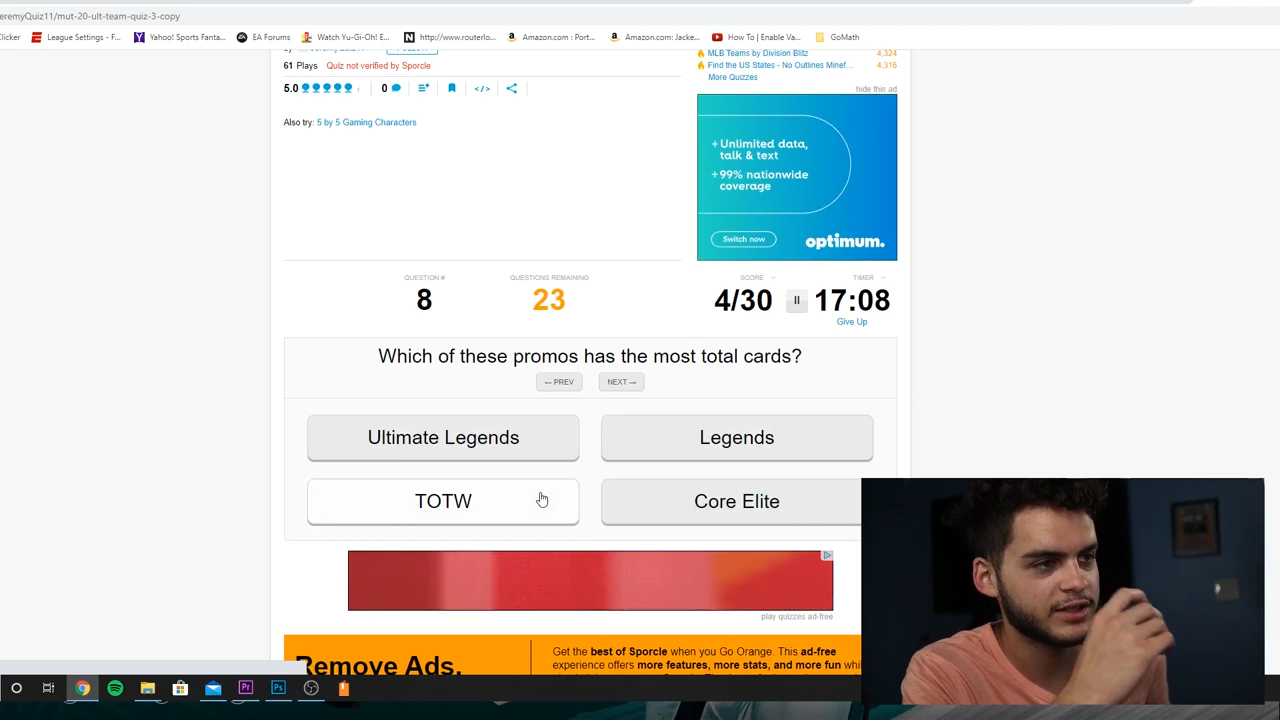 eremyQuiz11/mut-20-ult-team-quiz-3-copy
licker League Settings - F... Yahoo! Sports Fanta... EA Forums Watch Yu-Gi-Oh! E... http://www.routerlo... Amazon.com : Port... Amazon.com: Jacke... How To | Enable Va... GoMath
MLB Teams by Division Blitz 4,324
61 Plays Quiz not verified by Sporcle
Find the US States - No Outlines Minef... 4,316
More Quizzes
5.0 0 </>
hide this ad
Also try: 5 by 5 Gaming Characters
+Unlimited data,
talk & text
+99% nationwide
coverage
Switch now optimum.
QUESTION # QUESTIONS REMAINING SCORE TIMER
8 23 4/30 17:08
Give Up
Which of these promos has the most total cards?
← PREV NEXT →
Ultimate Legends Legends
TOTW Core Elite
play quizzes ad-free
Remove Ads.
Get the best of Sporcle when you Go Orange. This ad-free
experience offers more features, more stats, and more fun
Pr Ps